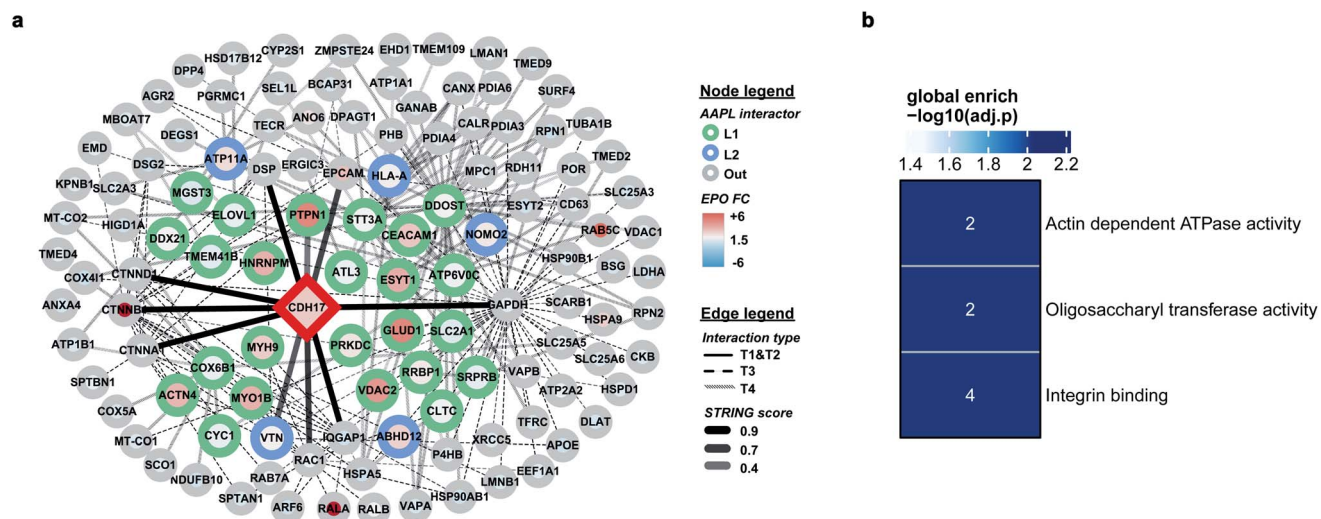 a
CYP2S1
ZMPSTE24
EHD1
TMEM109
HSD17B12
LMAN1
DPP4
TMED9
SEL1L
BCAP31
ATP1A1
CANX
PDIA6
AGR2
PGRMC1
SURF4
GANAB
MBOAT7
TECR
ANO6
DPAGT1
CALR
PDIA3
TUBA1B
DEGS1
PHB
PDIA4
RPN1
EMD
DSG2
ATP11A
DSP
ERGIC3
EPCAM
HLA-A
MPC1
RDH11
POR
TMED2
KPNB1
SLC2A3
MGST3
DDOST
SLC25A3
MT-CO2
HIGD1A
ELOVL1
PTPN1
STT3A
ESYT2
CD63
DDX21
CEACAM1
NOMO2
RAB5C
VDAC1
TMED4
TMEM41B
HNRNPM
ATL3
ESYT1
ATP6V0C
HSP90B1
BSG
LDHA
COX4I1
CTNND1
ANXA4
CTNNB1
CDH17
GAPDH
SCARB1
HSPA9
RPN2
ATP1B1
CTNNA1
MYH9
PRKDC
GLUD1
SLC2A1
SLC25A5
SLC25A6
CKB
SPTBN1
COX6B1
RRBP1
SRPRB
VAPB
ATP2A2
HSPD1
COX5A
ACTN4
MYO1B
VDAC2
CLTC
TFRC
DLAT
MT-CO1
CYC1
VTN
IQGAP1
ABHD12
XRCC5
APOE
SCO1
RAC1
P4HB
NDUFB10
RAB7A
HSPA5
LMNB1
EEF1A1
SPTAN1
ARF6
RALA
RALB
VAPA
HSP90AB1
Node legend
AAPL interactor
L1
L2
Out
EPO FC
+6
1.5
-6
Edge legend
Interaction type
T1&T2
T3
T4
STRING score
0.9
0.7
0.4
b
global enrich
−log10(adj.p)
1.4 1.6 1.8 2 2.2
2 Actin dependent ATPase activity
2 Oligosaccharyl transferase activity
4 Integrin binding